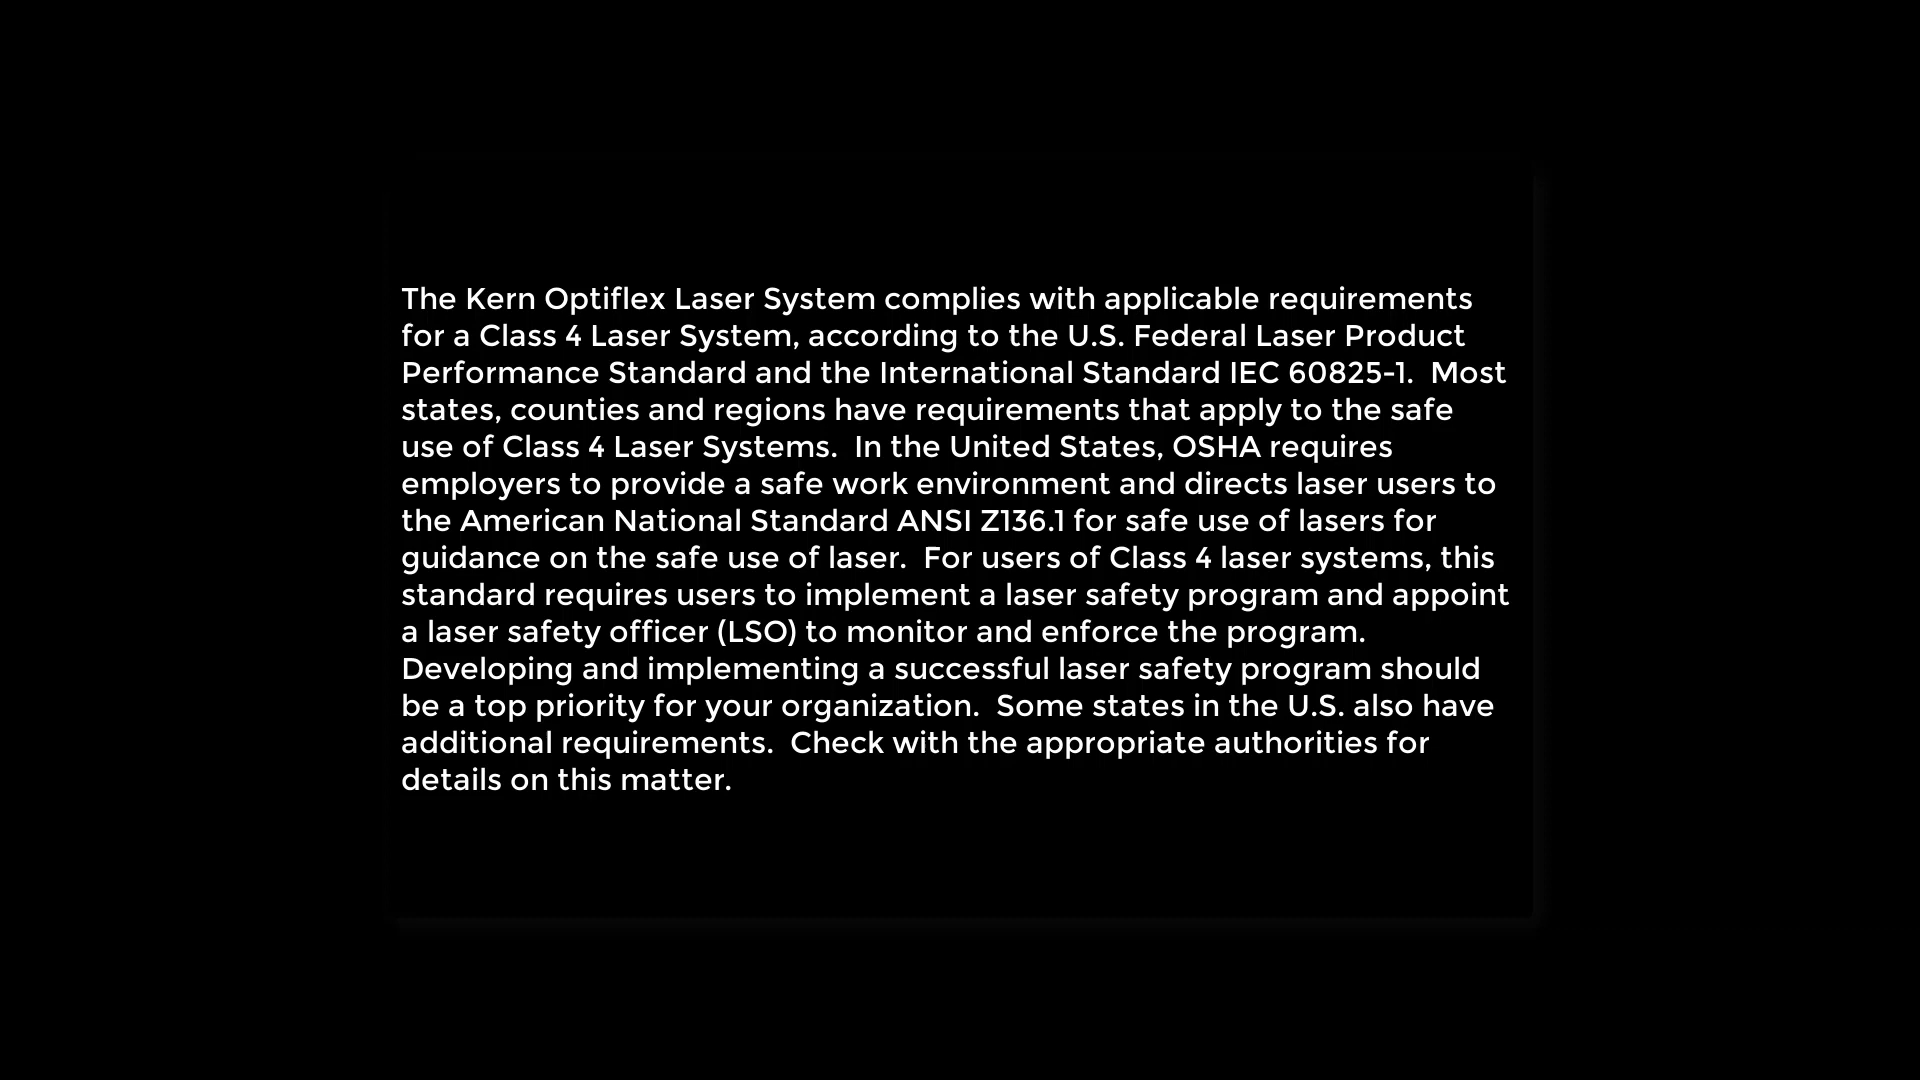 The Kern Optiflex Laser System complies with applicable requirements
for a Class 4 Laser System, according to the U.S. Federal Laser Product
Performance Standard and the International Standard IEC 60825-1.  Most
states, counties and regions have requirements that apply to the safe
use of Class 4 Laser Systems.  In the United States, OSHA requires
employers to provide a safe work environment and directs laser users to
the American National Standard ANSI Z136.1 for safe use of lasers for
guidance on the safe use of laser.  For users of Class 4 laser systems, this
standard requires users to implement a laser safety program and appoint
a laser safety officer (LSO) to monitor and enforce the program.
Developing and implementing a successful laser safety program should
be a top priority for your organization.  Some states in the U.S. also have
additional requirements.  Check with the appropriate authorities for
details on this matter.